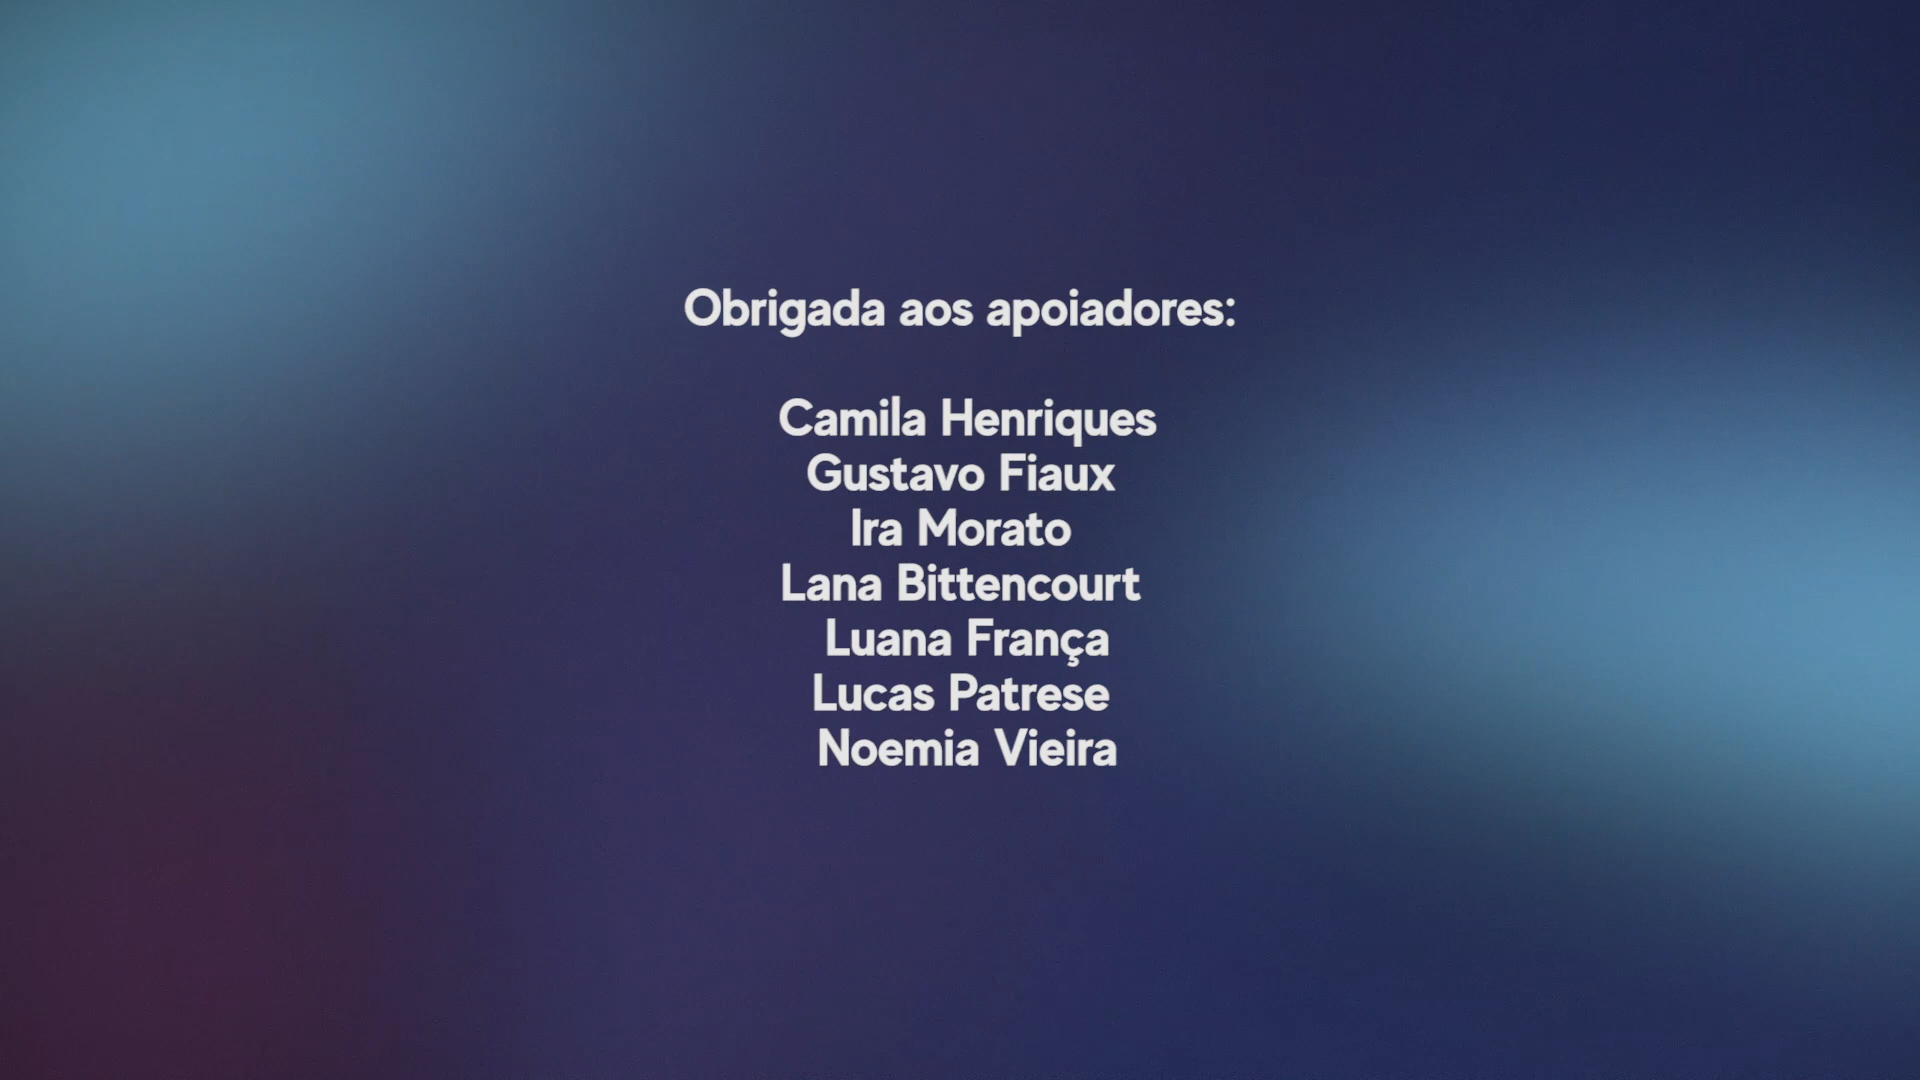 Obrigada aos apoiadores:
Camila Henriques
Gustavo Fiaux
Ira Morato
Lana Bittencourt
Luana França
Lucas Patrese
Noemia Vieira